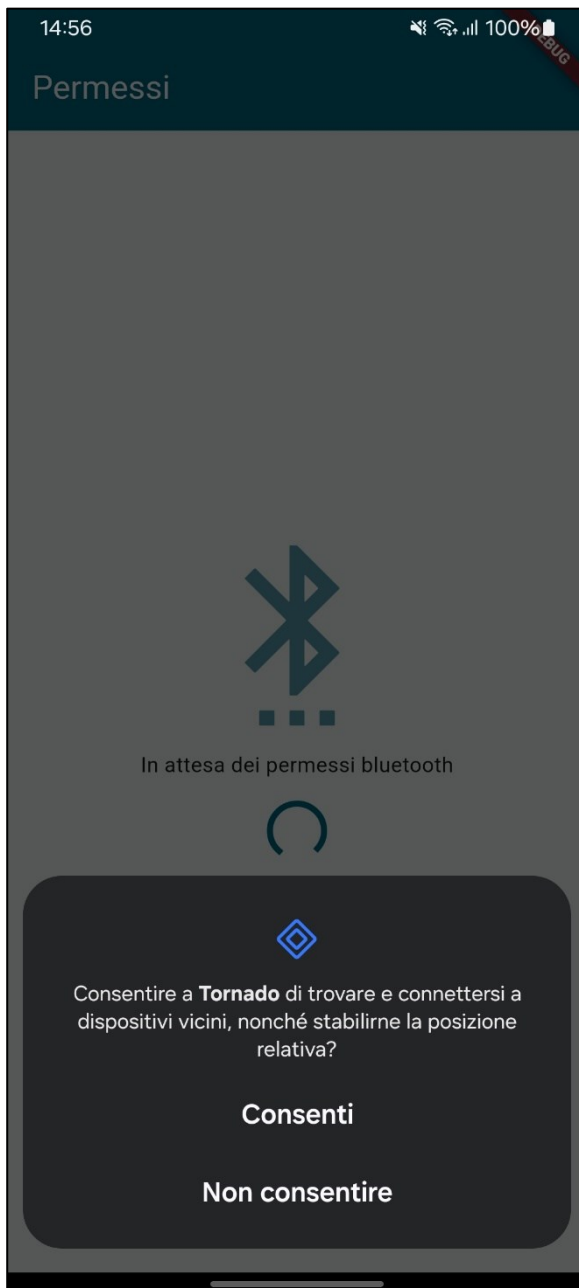 14:56
100%
DEBUG
Permessi
In attesa dei permessi bluetooth
Consentire a Tornado di trovare e connettersi a
dispositivi vicini, nonché stabilirne la posizione
relativa?
Consenti
Non consentire